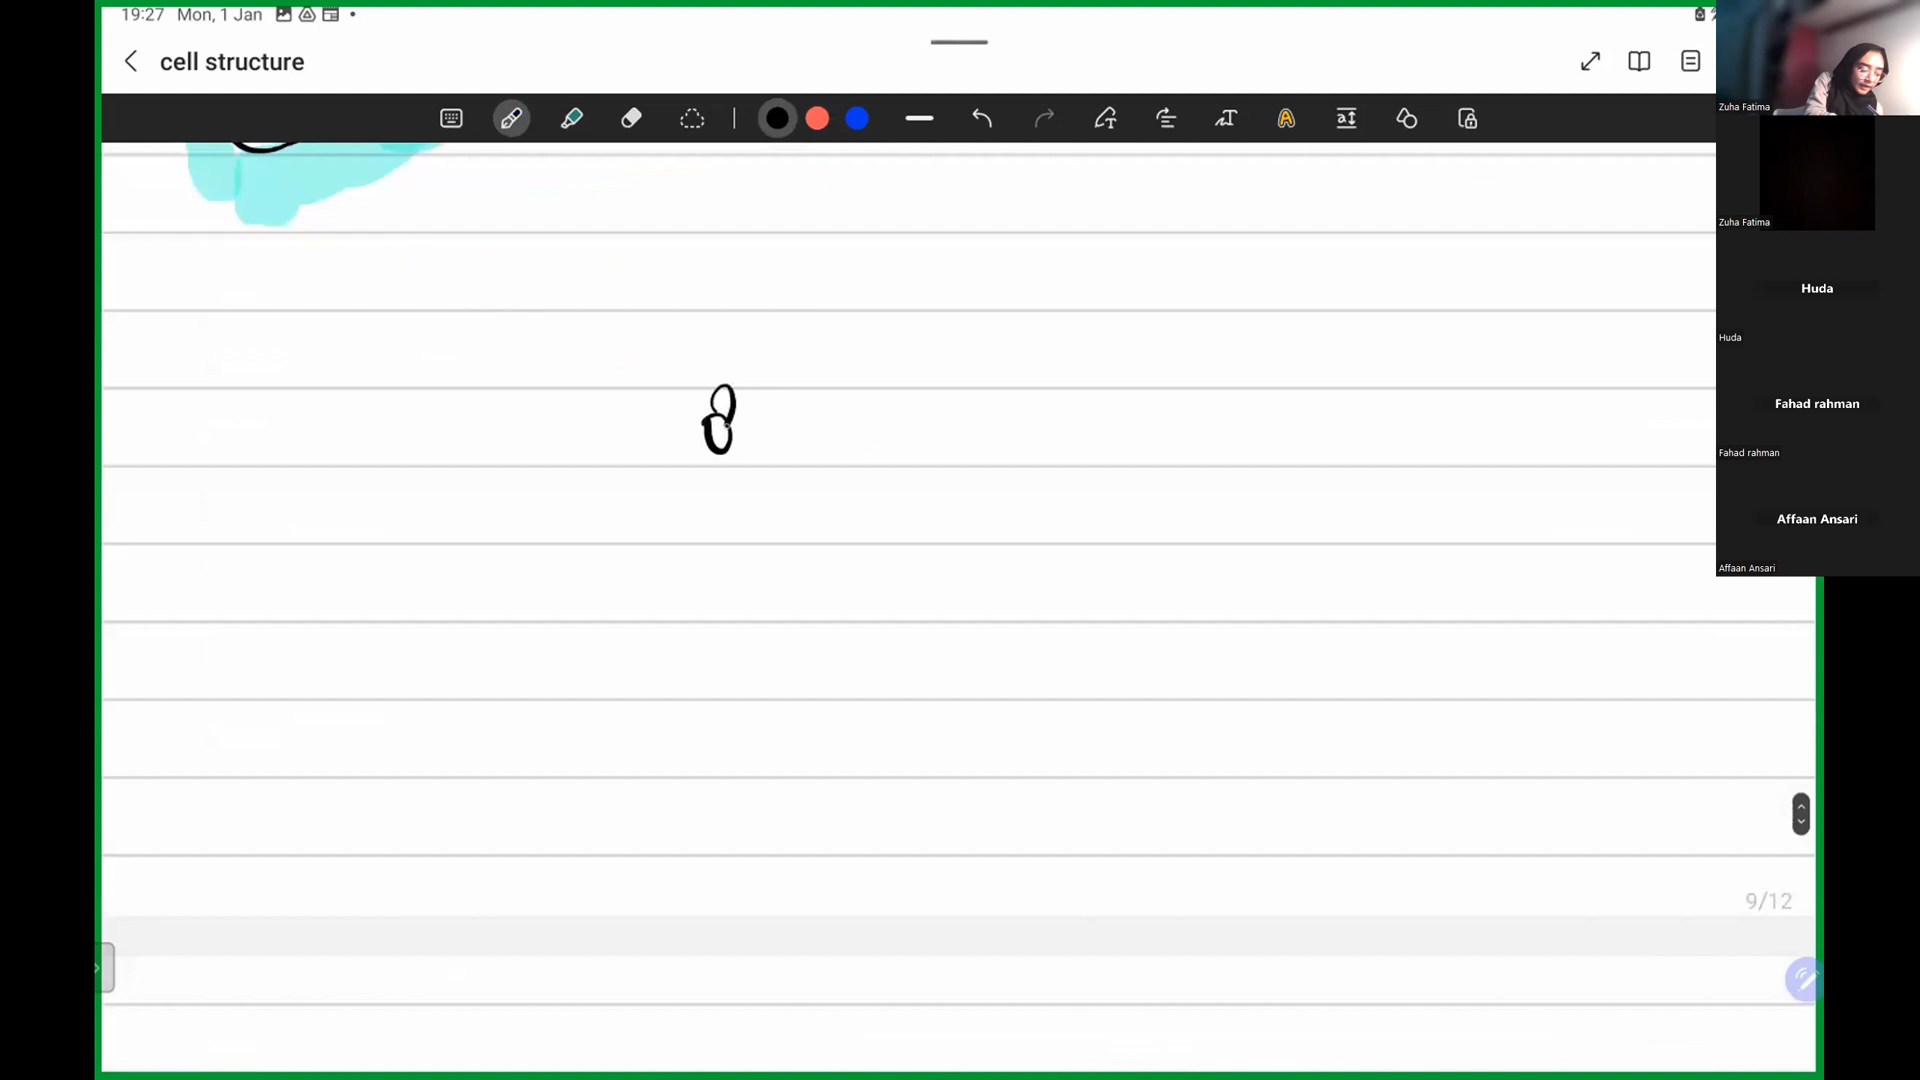 19:27 Mon, 1 Jan
cell structure
8
9/12
Zuha Fatima
Zuha Fatima
Huda
Huda
Fahad rahman
Fahad rahman
Affaan Ansari
Affaan Ansari